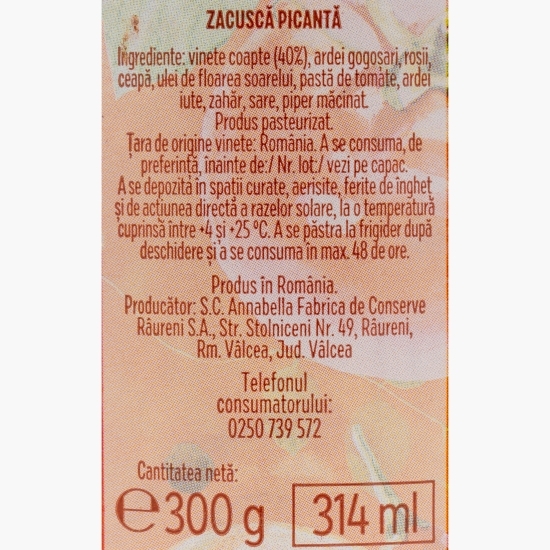 ZACUSCĂ PICANTĂ
Ingrediente: vinete coapte (40%), ardei gogoșari, roșii,
ceapă, ulei de floarea soarelui, pastă de tomate, ardei
iute, zahăr, sare, piper măcinat.
Produs pasteurizat.
Țara de origine vinete: România. A se consuma, de
preferință, înainte de:/ Nr. lot:/ vezi pe capac.
A se depozita în spații curate, aerisite, ferite de îngheț
și de acțiunea directă a razelor solare, la o temperatură
cuprinsă între +4 și +25 °C. A se păstra la frigider după
deschidere și a se consuma în max. 48 de ore.
Produs în România.
Producător: S.C. Annabella Fabrica de Conserve
Râureni S.A., Str. Stolniceni Nr. 49, Râureni,
Rm. Vâlcea, Jud. Vâlcea
Telefonul
consumatorului:
0250 739 572
Cantitatea netă:
℮ 300 g 314 ml